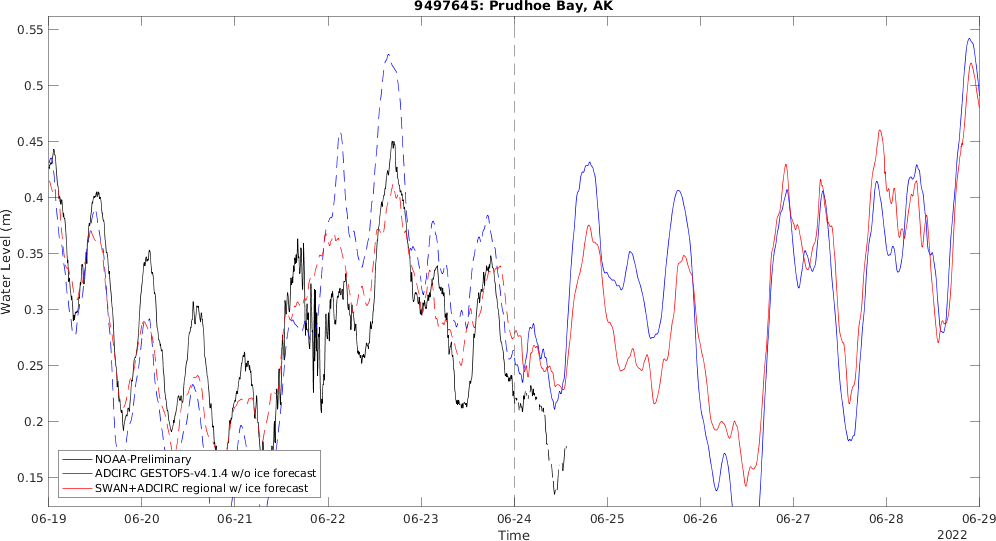 9497645: Prudhoe Bay, AK
Water Level (m)
0.55
0.5
0.45
0.4
0.35
0.3
0.25
0.2
0.15
NOAA-Preliminary
ADCIRC GESTOFS-v4.1.4 w/o ice forecast
SWAN+ADCIRC regional w/ ice forecast
06-19 06-20 06-21 06-22 06-23 06-24 06-25 06-26 06-27 06-28 06-29
Time
2022